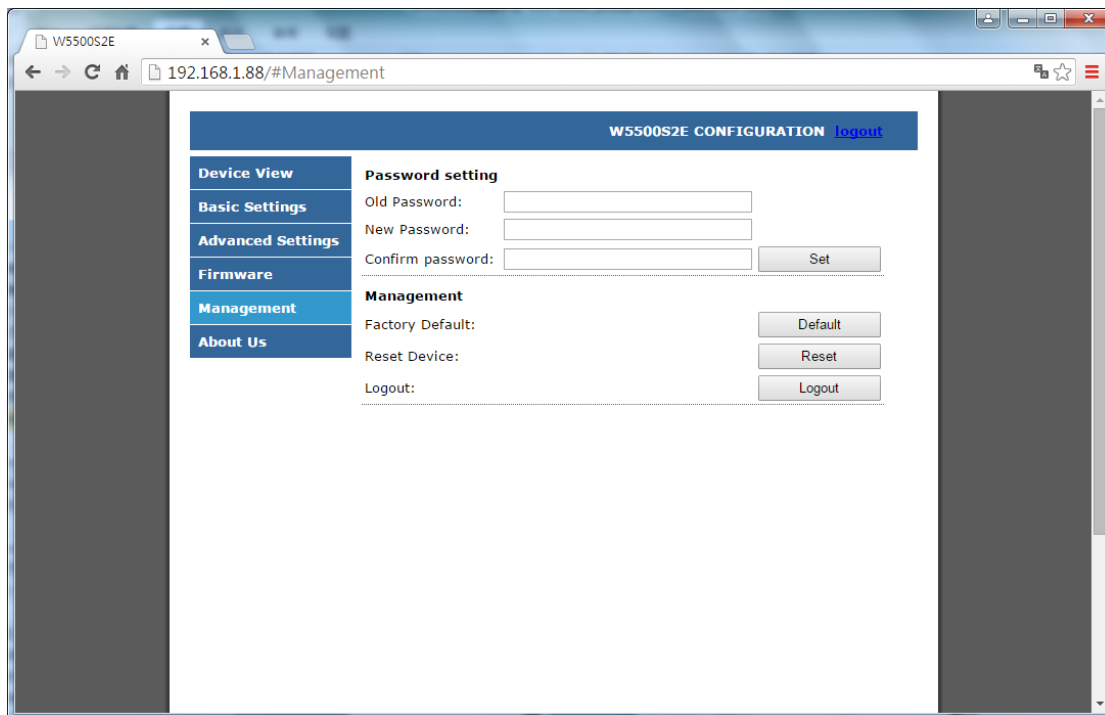 W5500S2E
192.168.1.88/#Management
W5500S2E CONFIGURATION logout
Device View
Basic Settings
Advanced Settings
Firmware
Management
About Us
Password setting
Old Password:
New Password:
Confirm password: Set
Management
Factory Default: Default
Reset Device: Reset
Logout: Logout